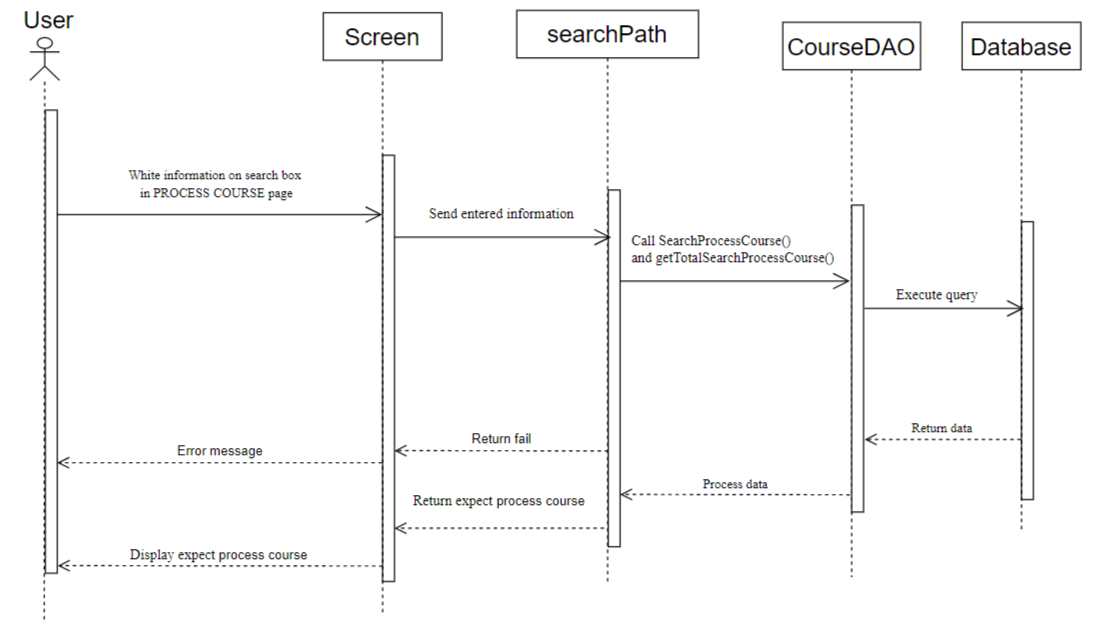 User
Screen
searchPath
CourseDAO
Database
White information on search box
in PROCESS COURSE page
Send entered information
Call SearchProcessCourse()
and getTotalSearchProcessCourse()
Execute query
Return data
Return fail
Error message
Process data
Return expect process course
Display expect process course